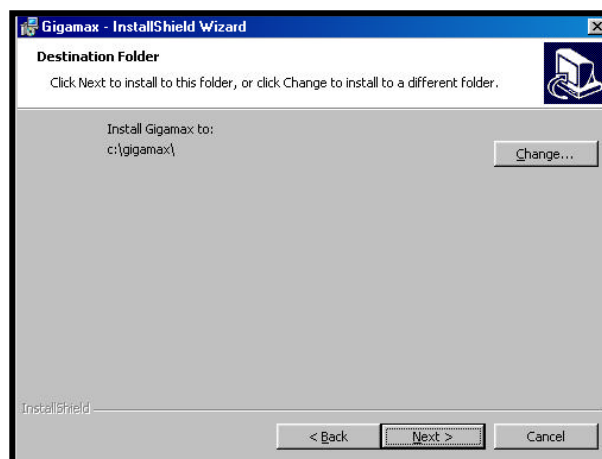 Gigamax - InstallShield Wizard
Destination Folder
Click Next to install to this folder, or click Change to install to a different folder.
Install Gigamax to:
c:\gigamax\
Change...
InstallShield
< Back
Next >
Cancel